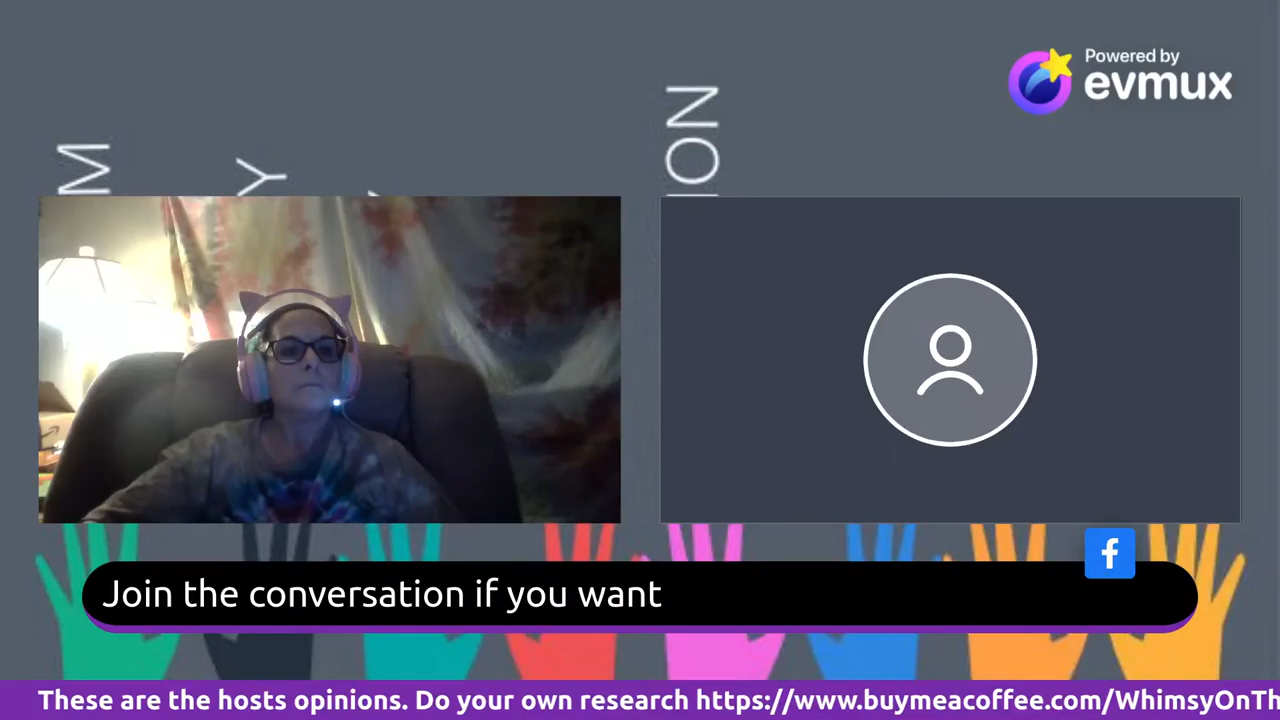 Powered by
evmux
M
Y
ION
Join the conversation if you want
f
These are the hosts opinions. Do your own research https://www.buymeacoffee.com/WhimsyOnTh